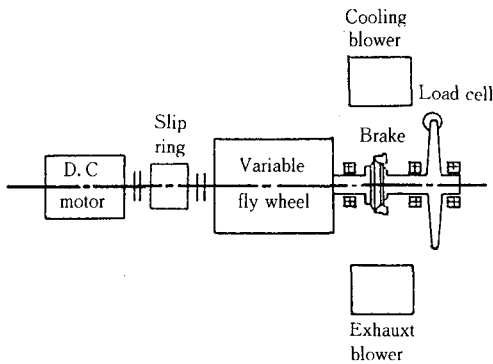 Cooling
blower
Load cell
Slip
ring
Brake
D. C
motor
Variable
fly wheel
Exhauxt
blower